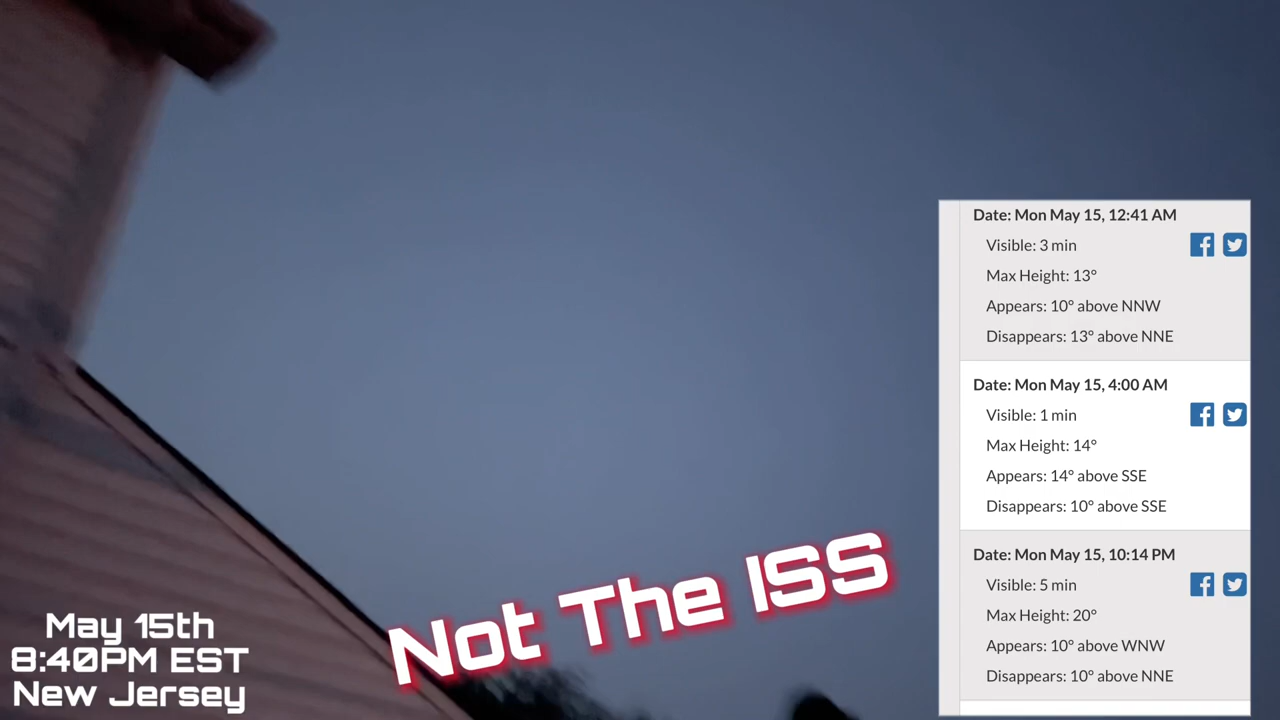 Date: Mon May 15, 12:41 AM
Visible: 3 min
Max Height: 13°
Appears: 10° above NNW
Disappears: 13° above NNE
Date: Mon May 15, 4:00 AM
Visible: 1 min
Max Height: 14°
Appears: 14° above SSE
Disappears: 10° above SSE
Date: Mon May 15, 10:14 PM
Visible: 5 min
Max Height: 20°
Appears: 10° above WNW
Disappears: 10° above NNE
Not The ISS
May 15th
8:40PM EST
New Jersey